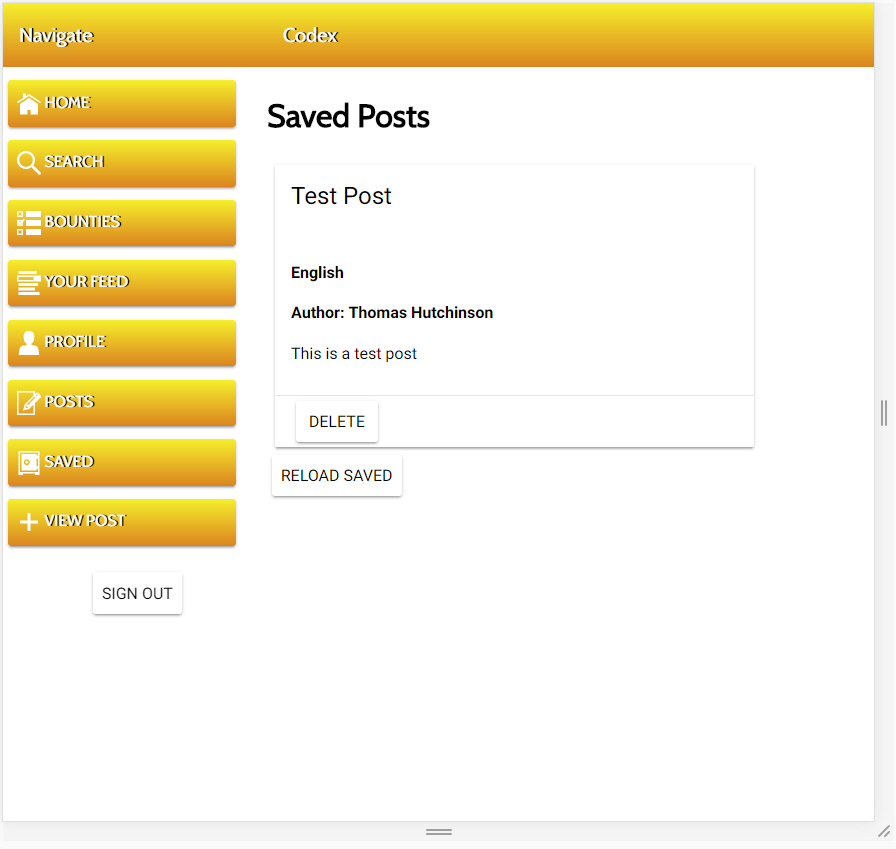 Navigate
Codex
HOME
SEARCH
BOUNTIES
YOUR FEED
PROFILE
POSTS
SAVED
VIEW POST
SIGN OUT
Saved Posts
Test Post
English
Author: Thomas Hutchinson
This is a test post
DELETE
RELOAD SAVED